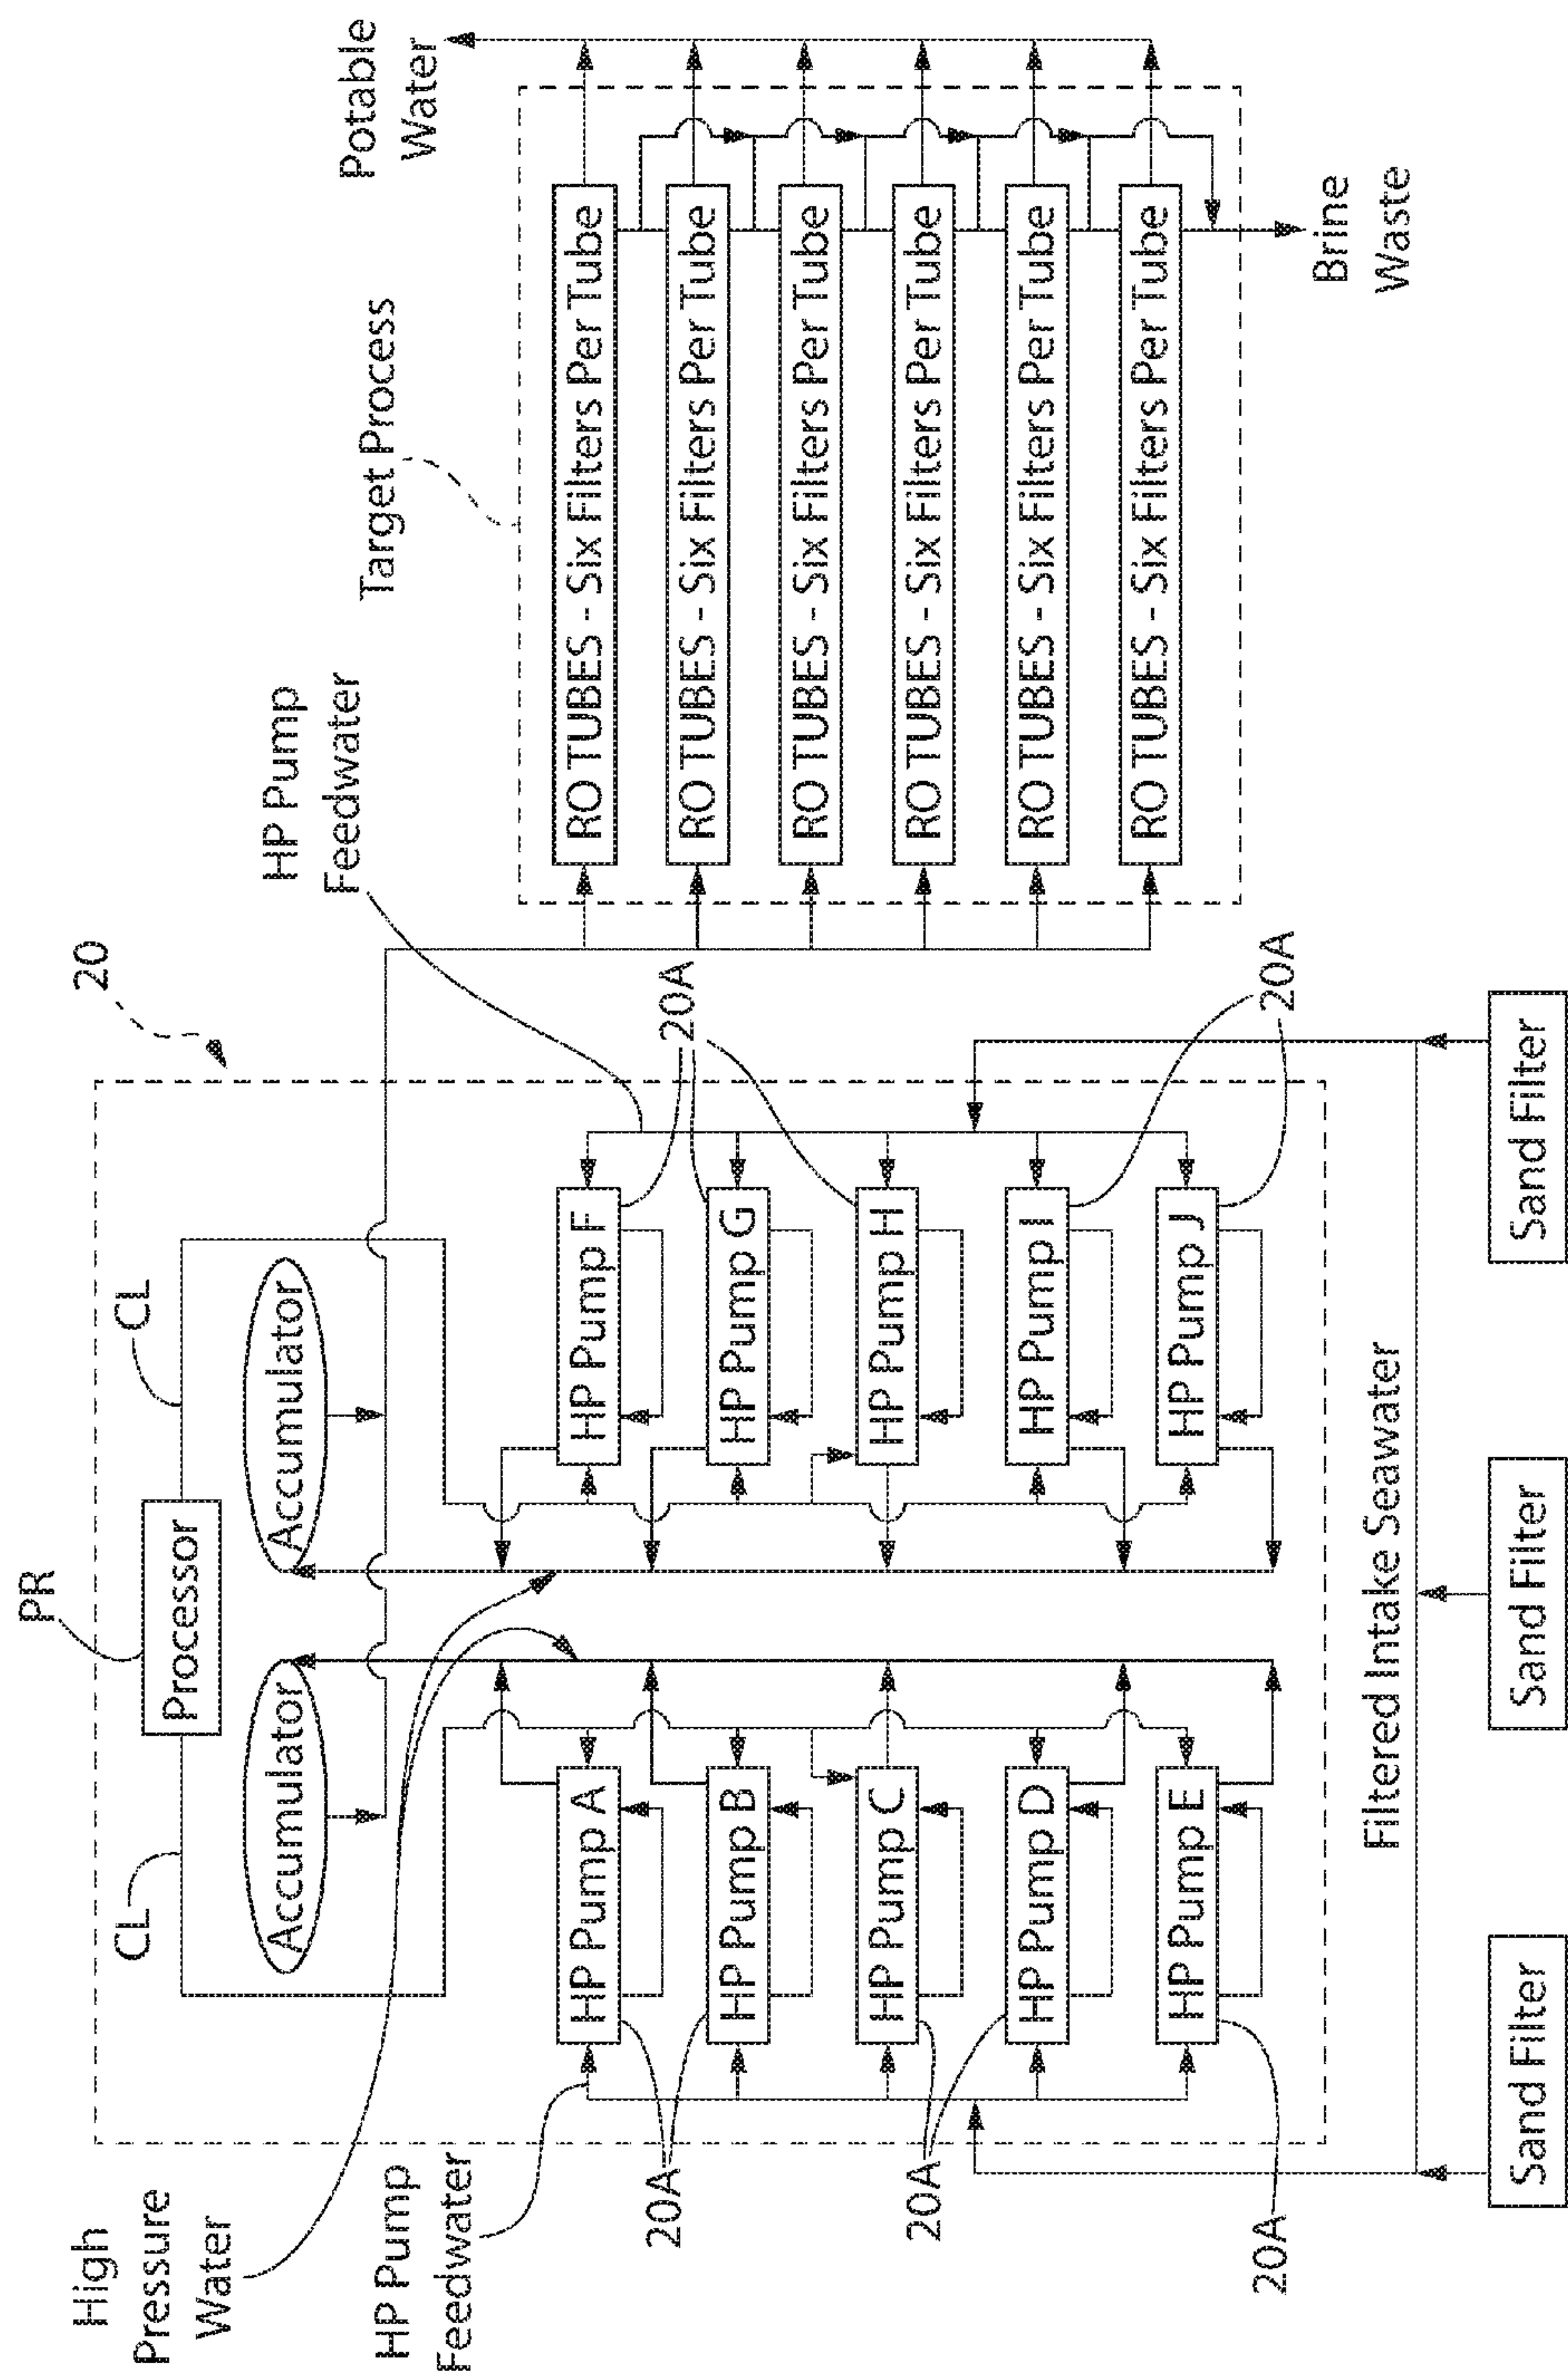 High
Pressure
Water
PR
CL
CL
20
Processor
Accumulator
Accumulator
HP Pump
Feedwater
HP Pump
Feedwater
HP Pump A
HP Pump B
HP Pump C
HP Pump D
HP Pump E
HP Pump F
HP Pump G
HP Pump H
HP Pump I
HP Pump J
20A
20A
20A
20A
20A
Filtered Intake Seawater
Sand Filter
Sand Filter
Sand Filter
Target Process
Potable
Water
RO TUBES - Six Filters Per Tube
RO TUBES - Six Filters Per Tube
RO TUBES - Six Filters Per Tube
RO TUBES - Six Filters Per Tube
RO TUBES - Six Filters Per Tube
RO TUBES - Six Filters Per Tube
Brine
Waste